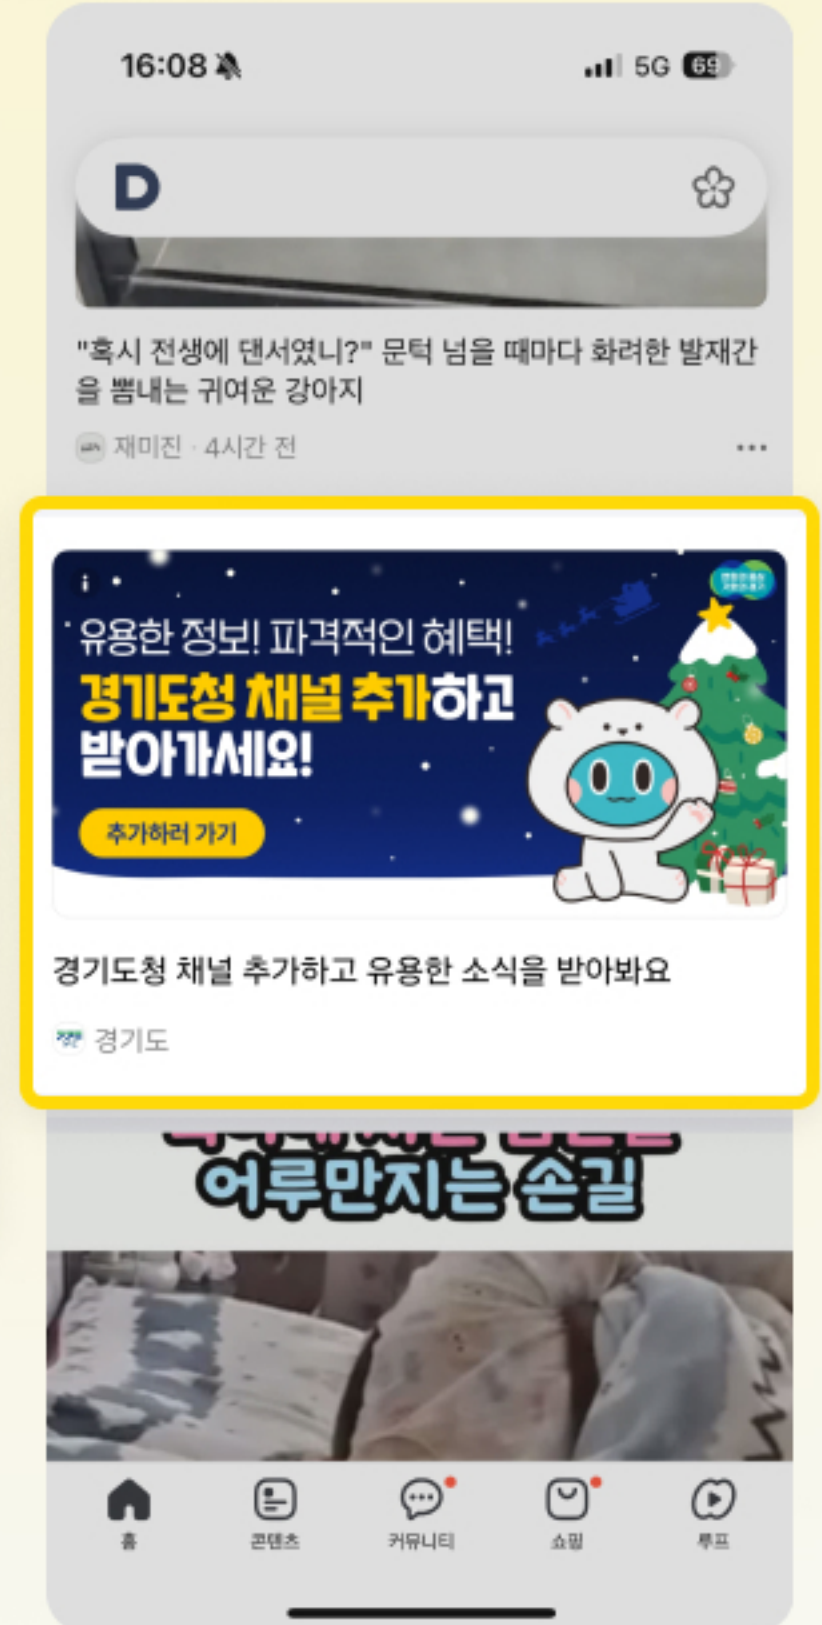 16:08
5G 69
D
"혹시 전생에 댄서였니?" 문턱 넘을 때마다 화려한 발재간
을 뽐내는 귀여운 강아지
재미진 · 4시간 전
유용한 정보! 파격적인 혜택!
경기도청 채널 추가하고
받아가세요!
추가하러 가기
경기도청 채널 추가하고 유용한 소식을 받아봐요
경기도
어루만지는 손길
홈
콘텐츠
커뮤니티
쇼핑
루프